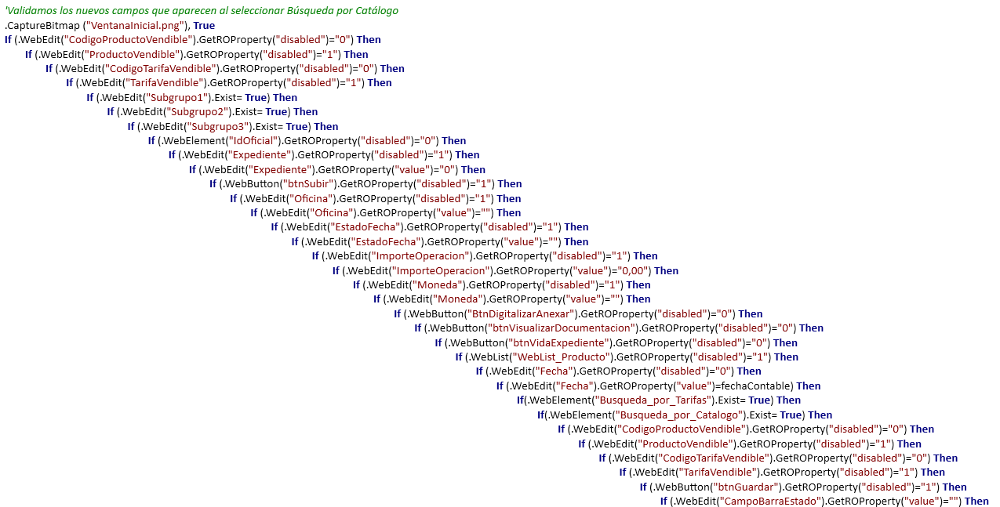 'Validamos los nuevos campos que aparecen al seleccionar Búsqueda por Catálogo
.CaptureBitmap ("VentanaInicial.png"), True
If (.WebEdit("CodigoProductoVendible").GetROProperty("disabled")="0") Then
If (.WebEdit("ProductoVendible").GetROProperty("disabled")="1") Then
If (.WebEdit("CodigoTarifaVendible").GetROProperty("disabled")="0") Then
If (.WebEdit("TarifaVendible").GetROProperty("disabled")="1") Then
If (.WebEdit("Subgrupo1").Exist= True) Then
If (.WebEdit("Subgrupo2").Exist= True) Then
If (.WebEdit("Subgrupo3").Exist= True) Then
If (.WebElement("IdOficial").GetROProperty("disabled")="0") Then
If (.WebEdit("Expediente").GetROProperty("disabled")="1") Then
If (.WebEdit("Expediente").GetROProperty("value")="0") Then
If (.WebButton("btnSubir").GetROProperty("disabled")="1") Then
If (.WebEdit("Oficina").GetROProperty("disabled")="1") Then
If (.WebEdit("Oficina").GetROProperty("value")="") Then
If (.WebEdit("EstadoFecha").GetROProperty("disabled")="1") Then
If (.WebEdit("EstadoFecha").GetROProperty("value")="") Then
If (.WebEdit("ImporteOperacion").GetROProperty("disabled")="1") Then
If (.WebEdit("ImporteOperacion").GetROProperty("value")="0,00") Then
If (.WebEdit("Moneda").GetROProperty("disabled")="1") Then
If (.WebEdit("Moneda").GetROProperty("value")="") Then
If (.WebButton("BtnDigitalizarAnexar").GetROProperty("disabled")="0") Then
If (.WebButton("btnVisualizarDocumentacion").GetROProperty("disabled")="0") Then
If (.WebButton("btnVidaExpediente").GetROProperty("disabled")="0") Then
If (.WebList("WebList_Producto").GetROProperty("disabled")="1") Then
If (.WebEdit("Fecha").GetROProperty("disabled")="0") Then
If (.WebEdit("Fecha").GetROProperty("value")=fechaContable) Then
If(.WebElement("Busqueda_por_Tarifas").Exist= True) Then
If(.WebElement("Busqueda_por_Catalogo").Exist= True) Then
If (.WebEdit("CodigoProductoVendible").GetROProperty("disabled")="0") Then
If (.WebEdit("ProductoVendible").GetROProperty("disabled")="1") Then
If (.WebEdit("CodigoTarifaVendible").GetROProperty("disabled")="0") Then
If (.WebEdit("TarifaVendible").GetROProperty("disabled")="1") Then
If (.WebButton("btnGuardar").GetROProperty("disabled")="1") Then
If (.WebEdit("CampoBarraEstado").GetROProperty("value")="") Then